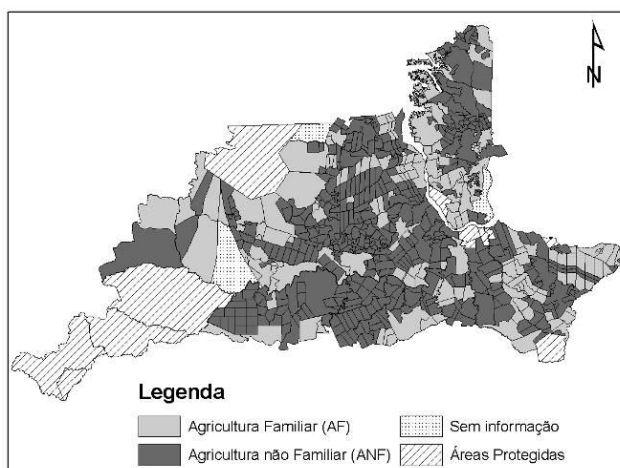 N
Legenda
Agricultura Familiar (AF)
Sem informação
Agricultura não Familiar (ANF)
Áreas Protegidas